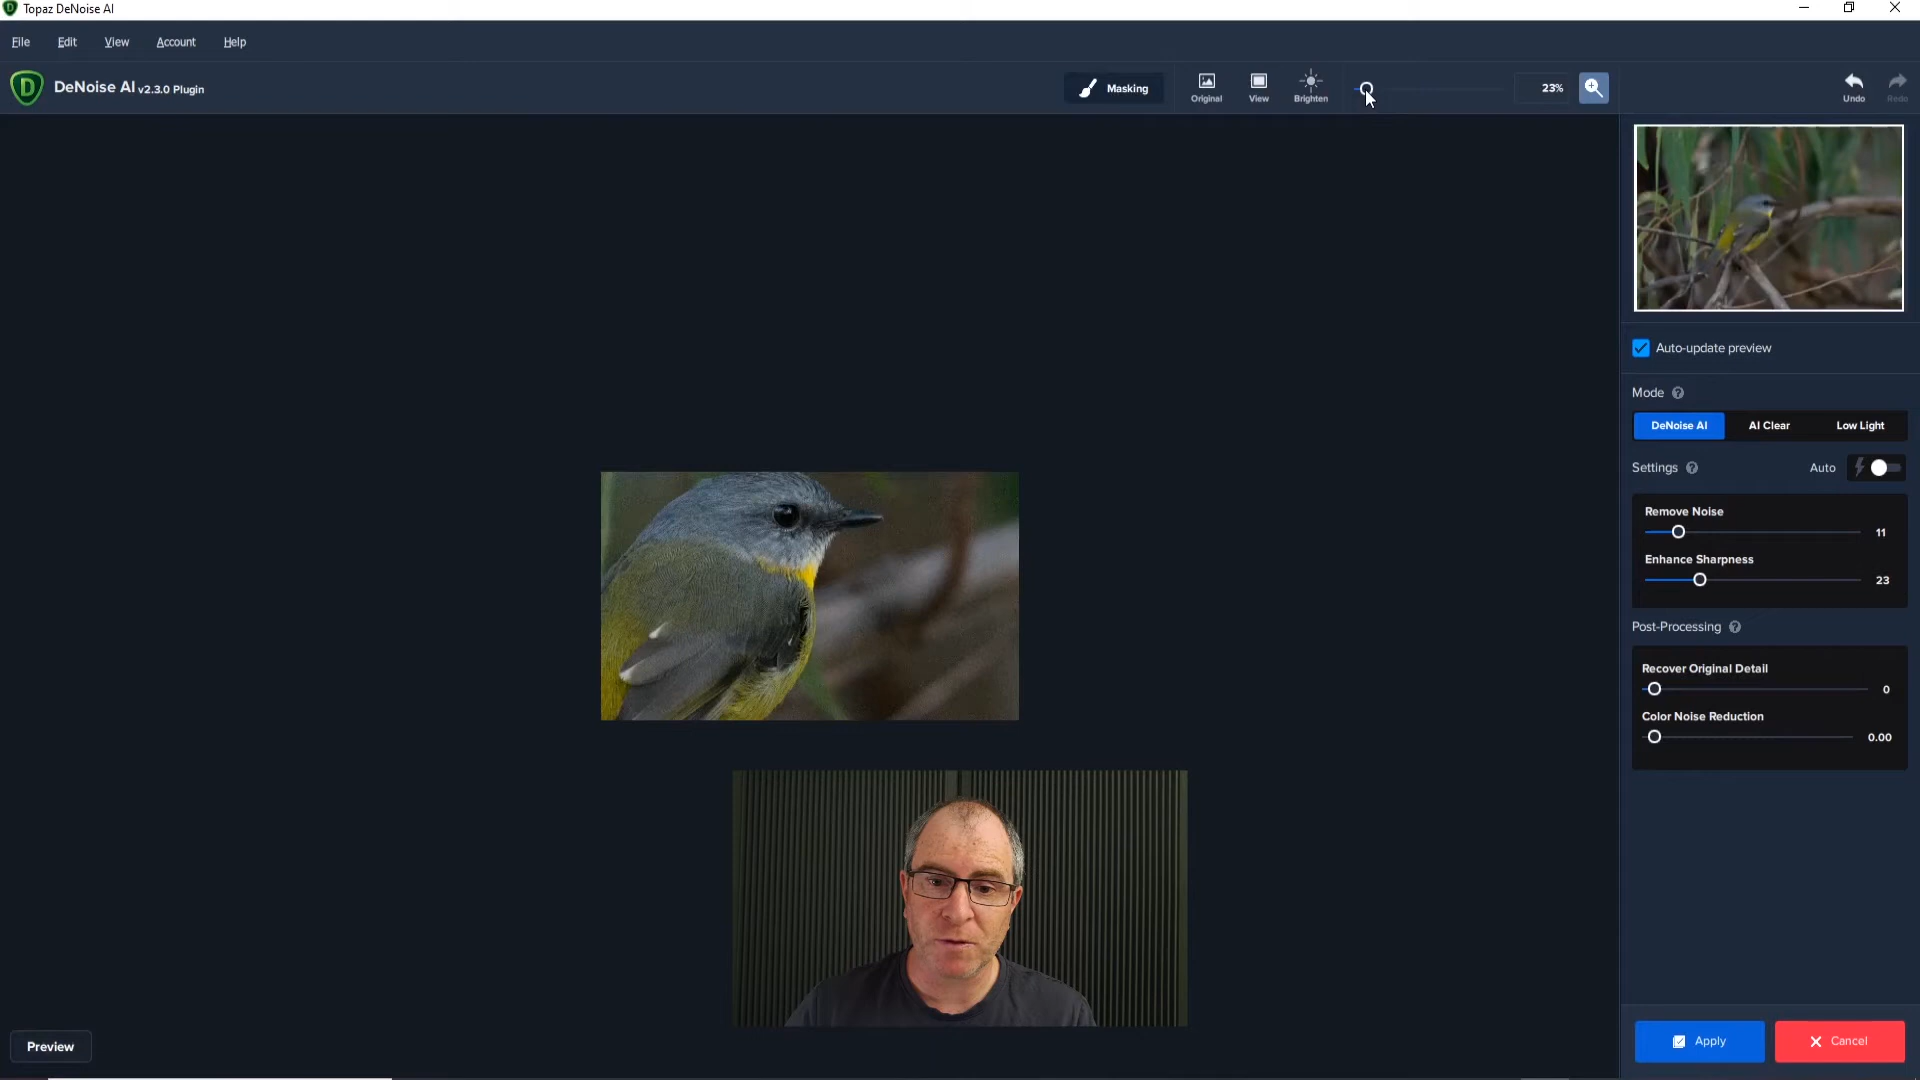 Topaz DeNoise AI
File Edit View Account Help
DeNoise AI v2.3.0 Plugin
Masking
Original
View
Brighten
23%
Undo
Redo
Auto-update preview
Mode
DeNoise AI AI Clear Low Light
Settings Auto
Remove Noise
11
Enhance Sharpness
23
Post-Processing
Recover Original Detail
0
Color Noise Reduction
0.00
Preview
Apply
Cancel